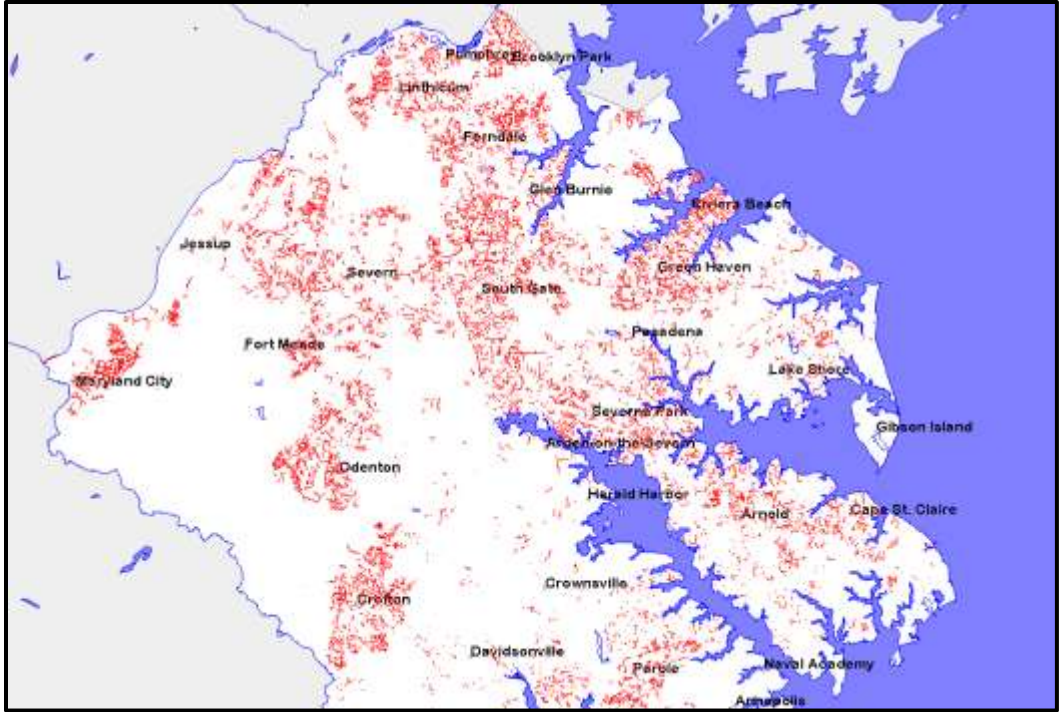 Pumphrey
Brooklyn Park
Linthicum
Ferndale
Glen Burnie
Riviera Beach
Jessup
Severn
Green Haven
South Gate
Pasadena
Fort Meade
Lake Shore
Maryland City
Severna Park
Gibson Island
Arden-on-the-Severn
Odenton
Herald Harbor
Arnold
Cape St. Claire
Crownsville
Crofton
Davidsonville
Parole
Naval Academy
Annapolis